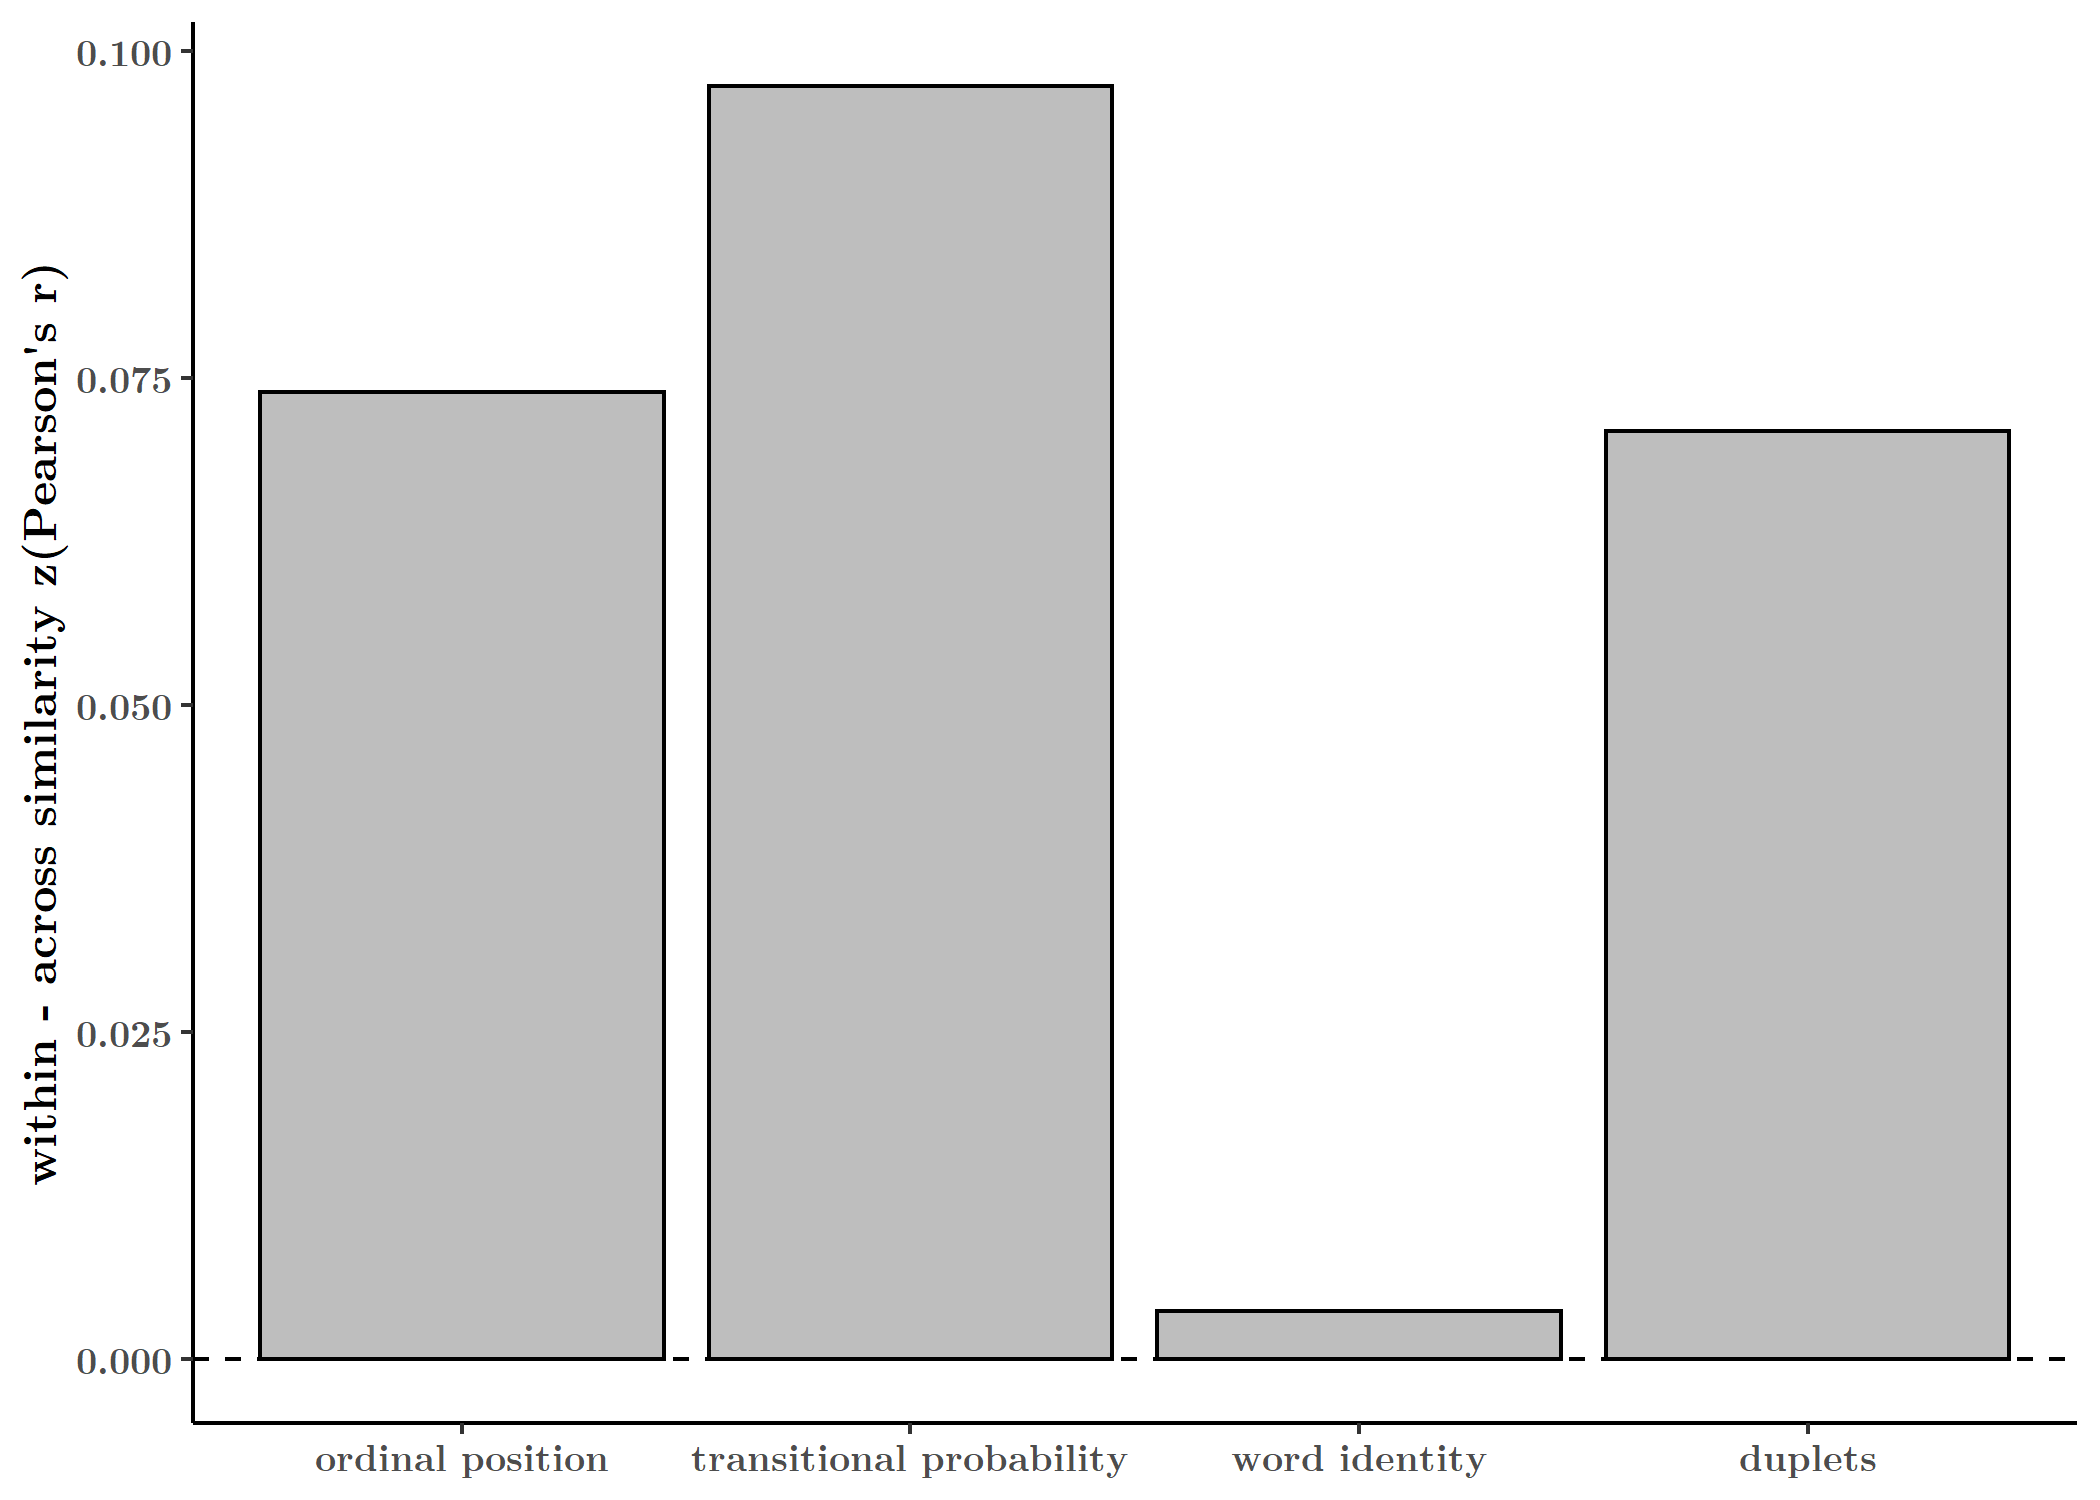 within - across similarity z(Pearson's r)
0.100
0.075
0.050
0.025
0.000
ordinal position
transitional probability
word identity
duplets